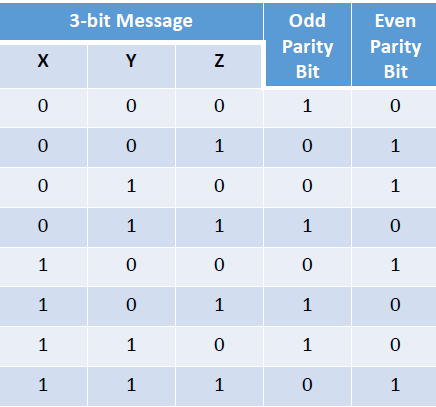 3-bit Message Odd Parity Bit Even Parity Bit
X Y Z
0 0 0 1 0
0 0 1 0 1
0 1 0 0 1
0 1 1 1 0
1 0 0 0 1
1 0 1 1 0
1 1 0 1 0
1 1 1 0 1